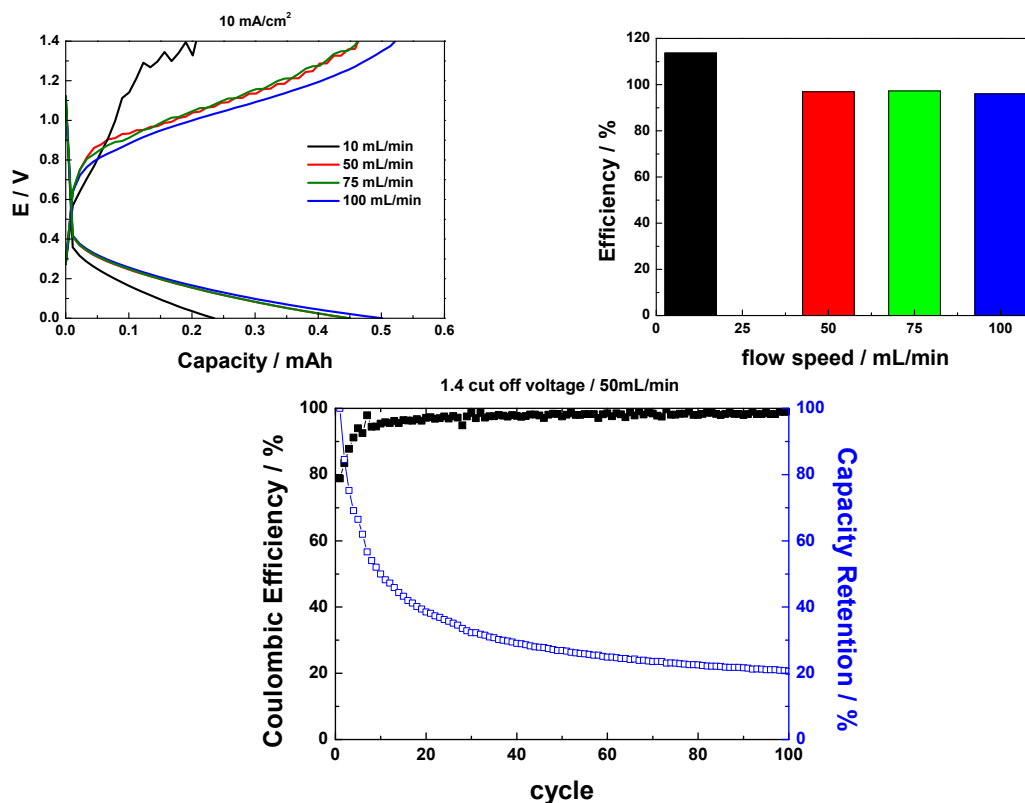 10 mA/cm²
1.4
1.2
1.0
0.8
0.6
0.4
0.2
0.0
E / V
10 mL/min
50 mL/min
75 mL/min
100 mL/min
0.0 0.1 0.2 0.3 0.4 0.5 0.6
Capacity / mAh
120
100
80
60
40
20
0
Efficiency / %
0 25 50 75 100
flow speed / mL/min
1.4 cut off voltage / 50mL/min
100
80
60
40
20
0
Coulombic Efficiency / %
100
80
60
40
20
0
Capacity Retention / %
0 20 40 60 80 100
cycle